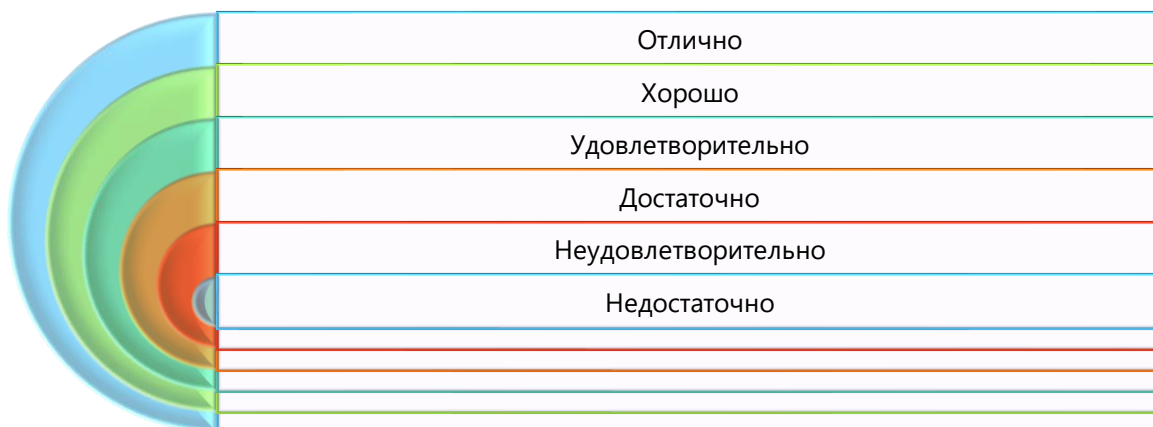 Отлично
Хорошо
Удовлетворительно
Достаточно
Неудовлетворительно
Недостаточно